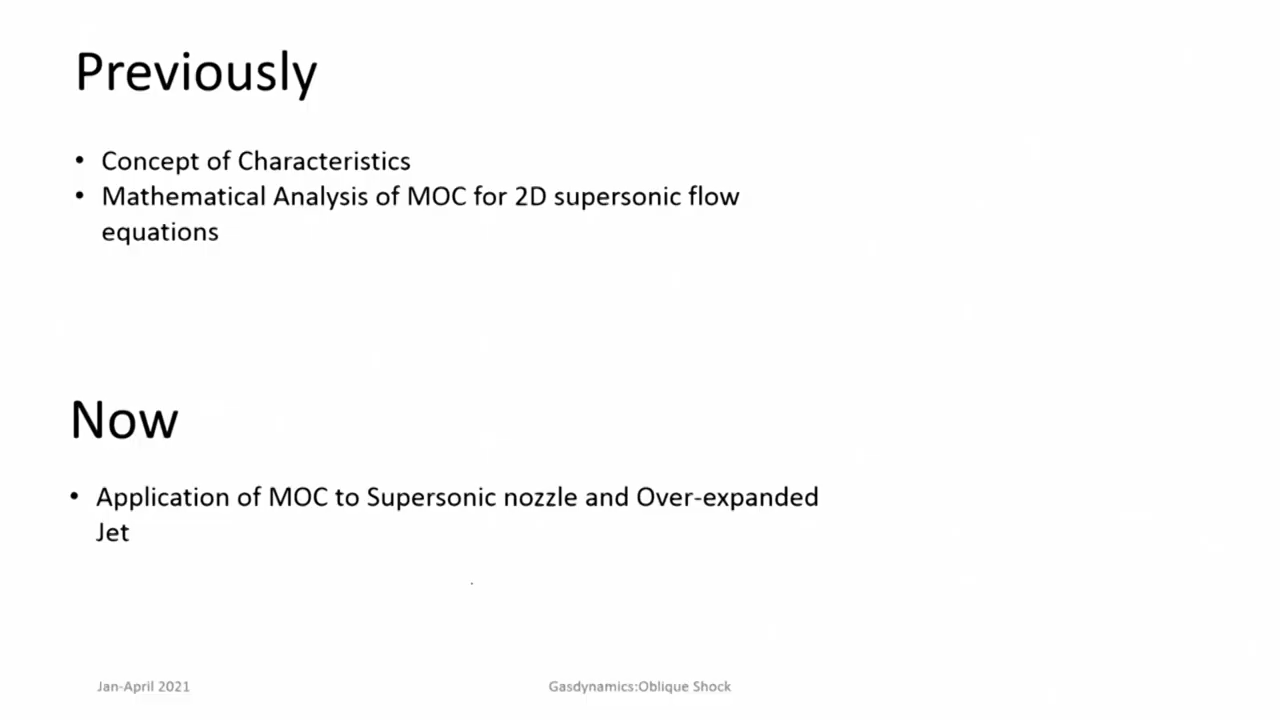 Previously
• Concept of Characteristics
• Mathematical Analysis of MOC for 2D supersonic flow
equations
Now
• Application of MOC to Supersonic nozzle and Over-expanded
Jet
Jan-April 2021
Gasdynamics:Oblique Shock